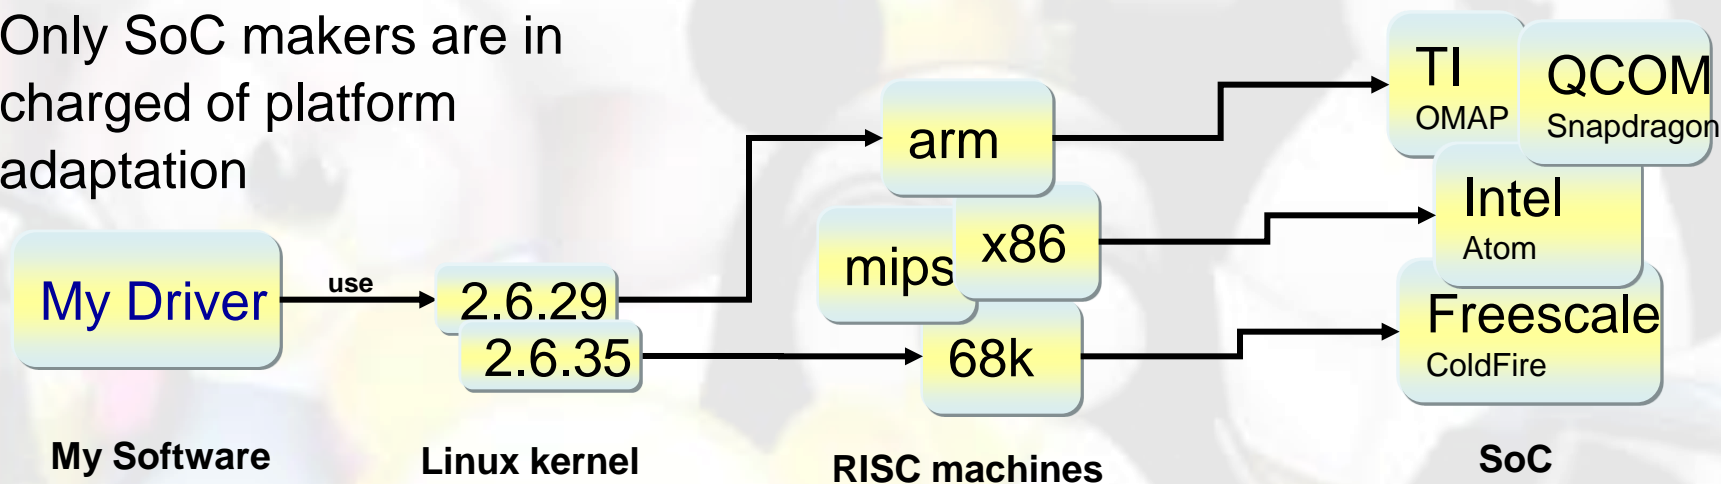 Only SoC makers are in
charged of platform
adaptation
My Driver
use
2.6.29
2.6.35
arm
mips
x86
68k
TI
OMAP
QCOM
Snapdragon
Intel
Atom
Freescale
ColdFire
My Software
Linux kernel
RISC machines
SoC